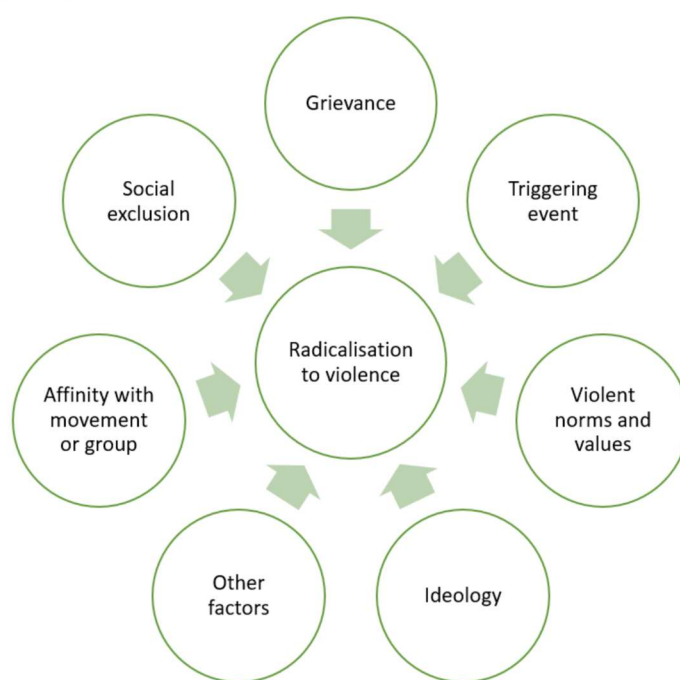 Grievance
Social
exclusion
Triggering
event
Radicalisation
to violence
Affinity with
movement
or group
Violent
norms and
values
Other
factors
Ideology